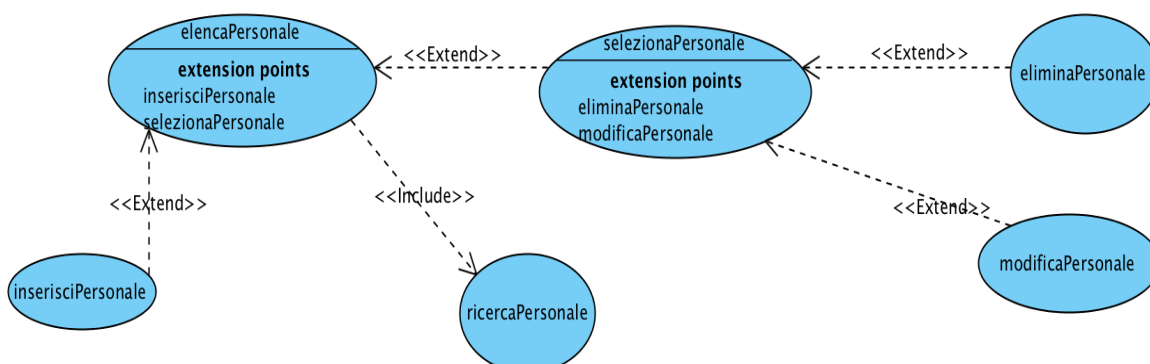 elencaPersonale
extension points
inserisciPersonale
selezionaPersonale
<<Extend>>
selezionaPersonale
extension points
eliminaPersonale
modificaPersonale
<<Extend>>
eliminaPersonale
<<Extend>>
<<Include>>
<<Extend>>
inserisciPersonale
ricercaPersonale
modificaPersonale